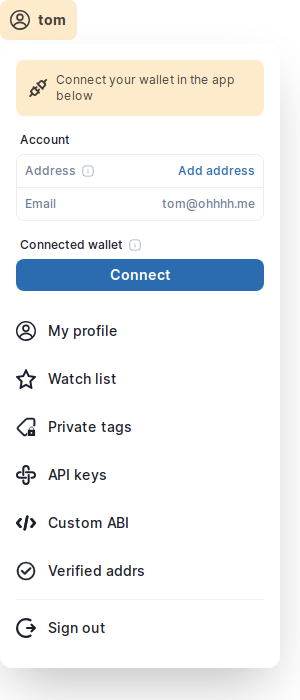 tom
Connect your wallet in the app
below
Account
Address Add address
Email tom@ohhhh.me
Connected wallet
Connect
My profile
Watch list
Private tags
API keys
Custom ABI
Verified addrs
Sign out